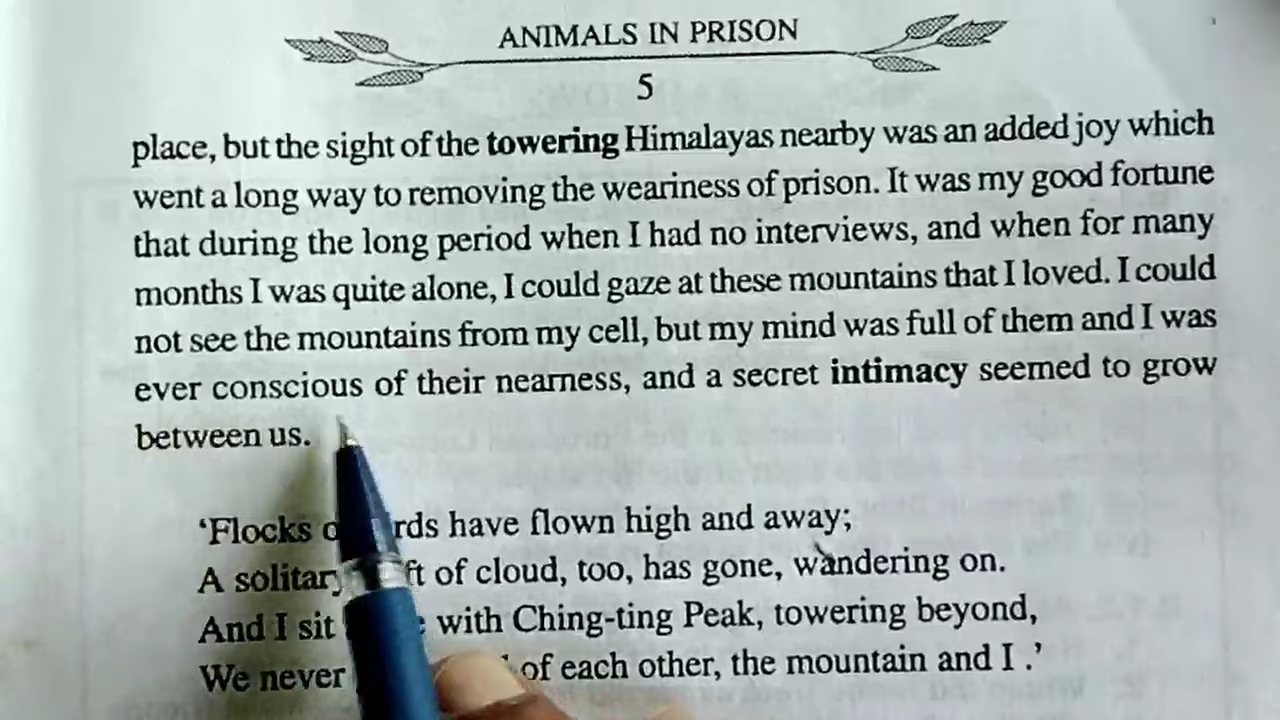 ANIMALS IN PRISON
5
place, but the sight of the towering Himalayas nearby was an added joy which
went a long way to removing the weariness of prison. It was my good fortune
that during the long period when I had no interviews, and when for many
months I was quite alone, I could gaze at these mountains that I loved. I could
not see the mountains from my cell, but my mind was full of them and I was
ever conscious of their nearness, and a secret intimacy seemed to grow
between us.
‘Flocks have flown high and away;
A of cloud, too, has gone, wandering on.
And I sit with Ching-ting Peak, towering beyond,
We never of each other, the mountain and I .’